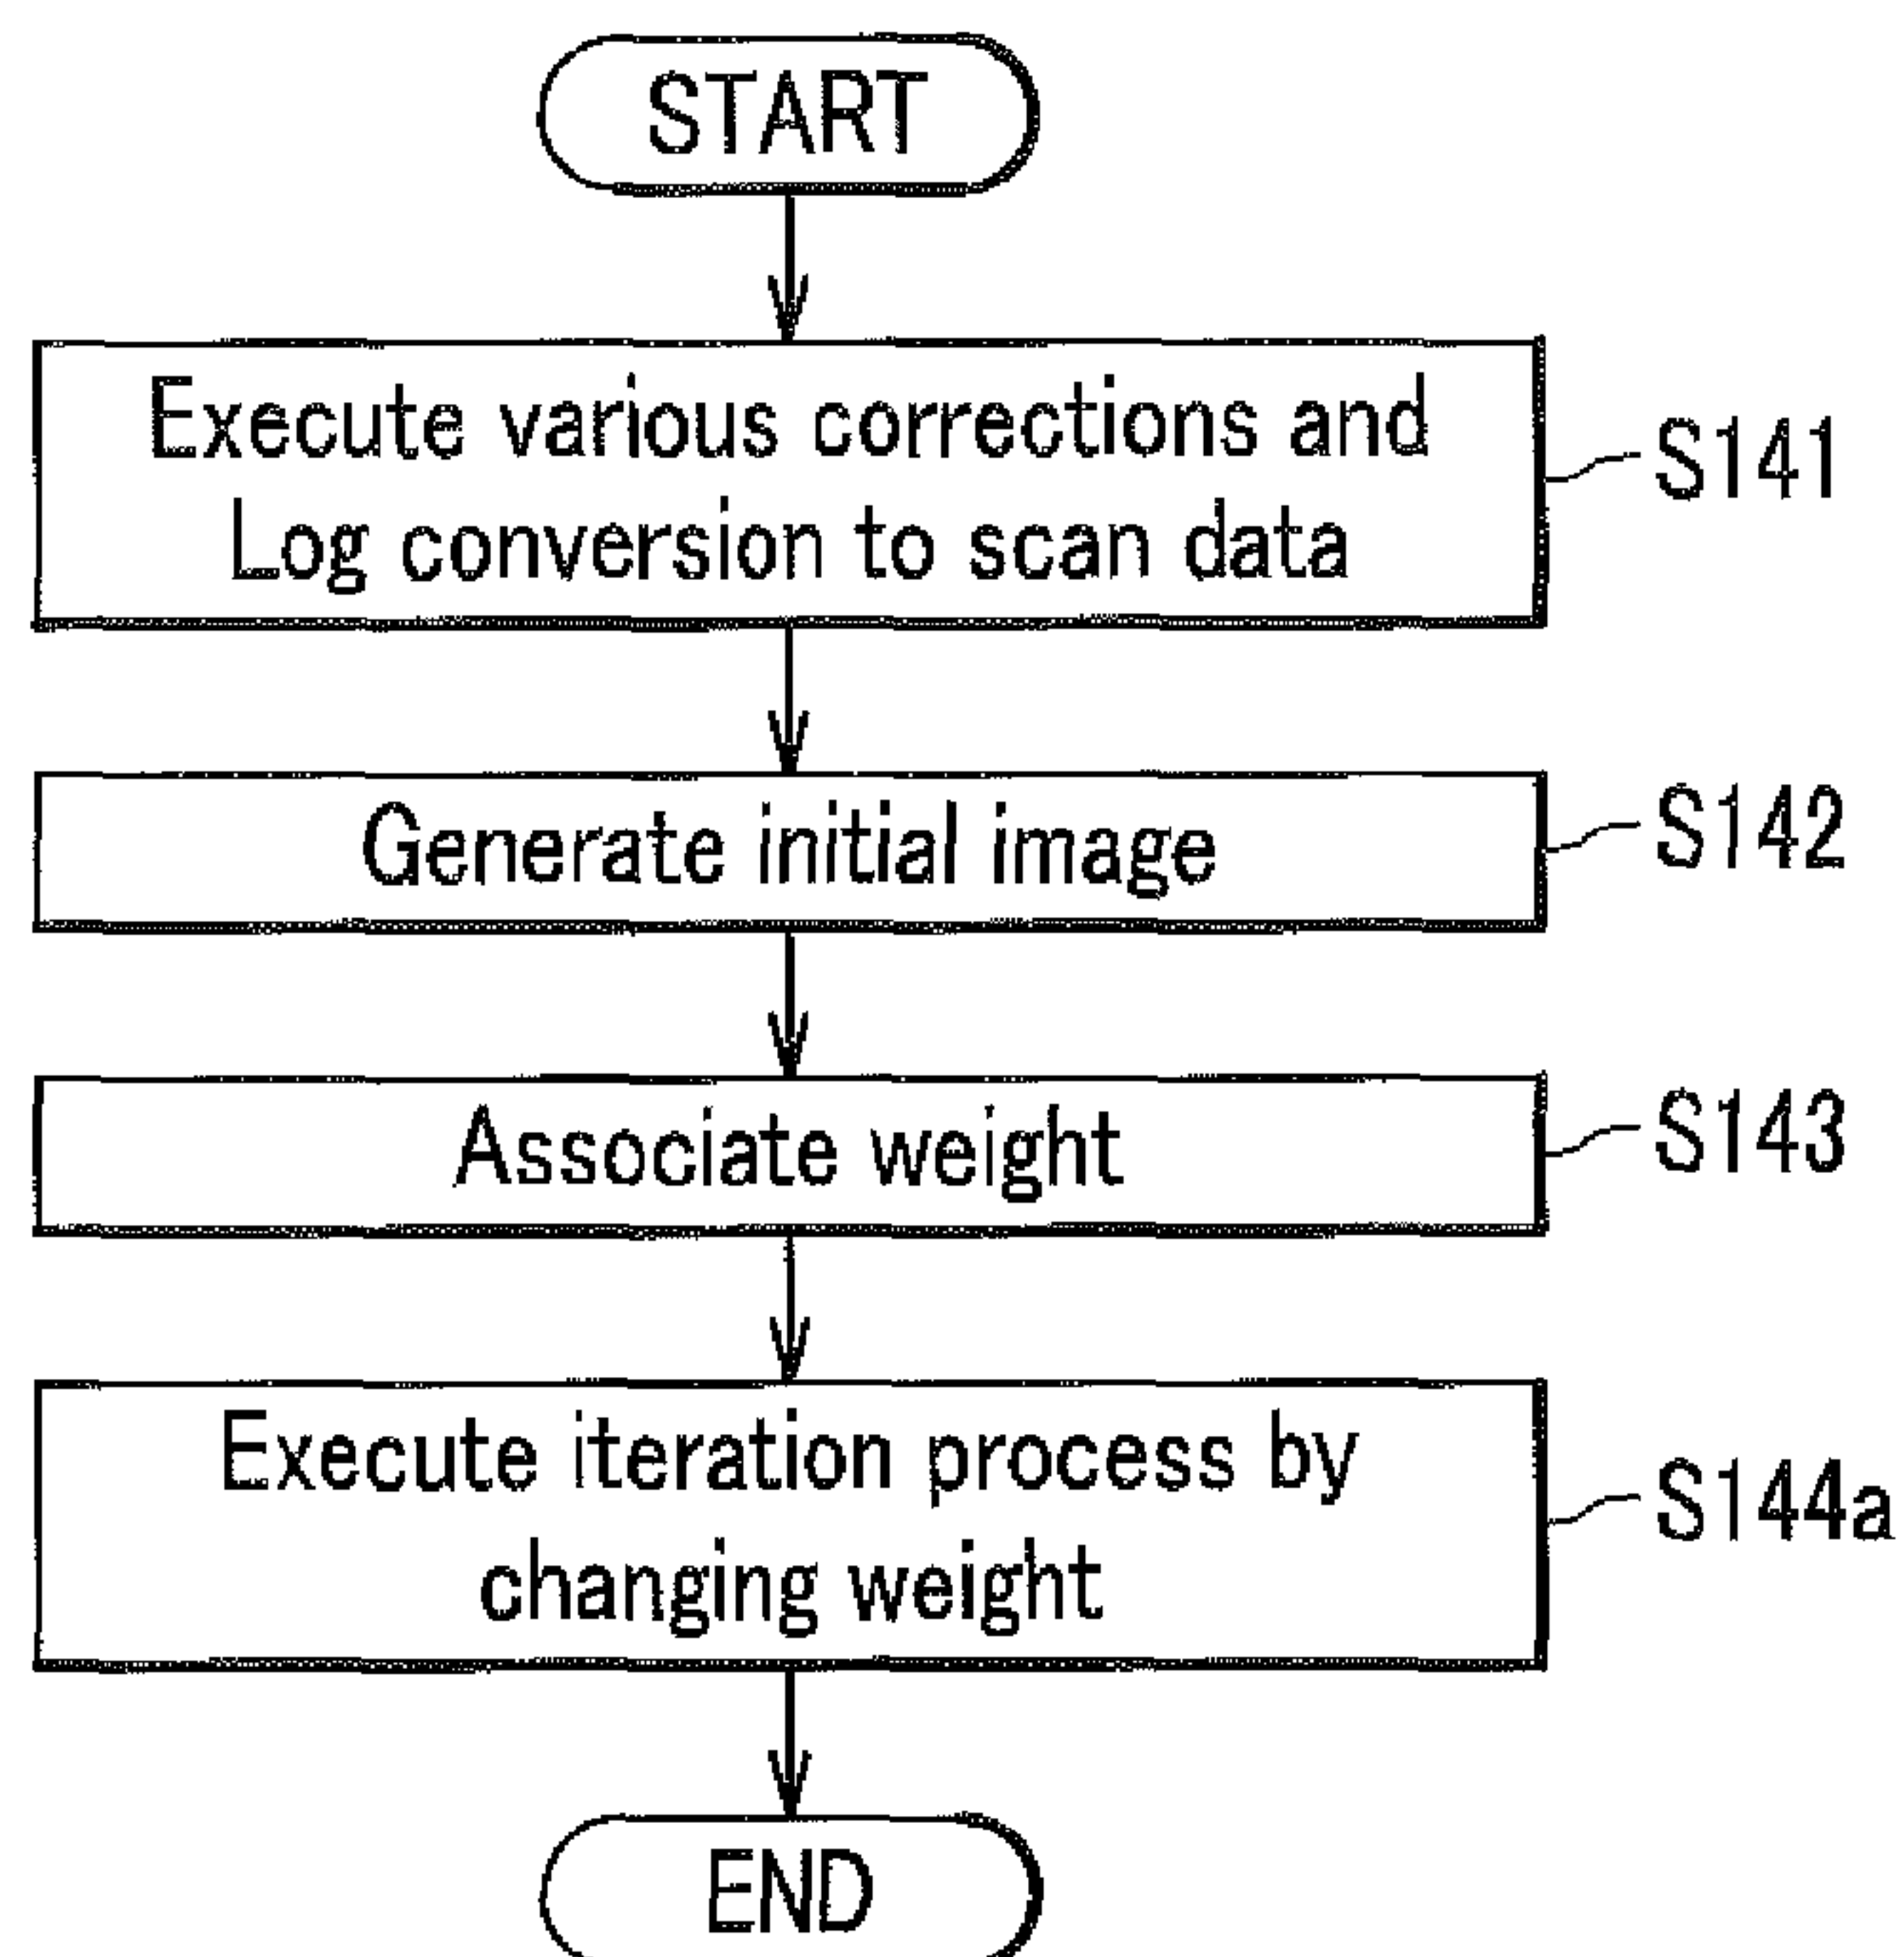 START
Execute various corrections and
Log conversion to scan data
S141
Generate initial image
S142
Associate weight
S143
Execute iteration process by
changing weight
S144a
END